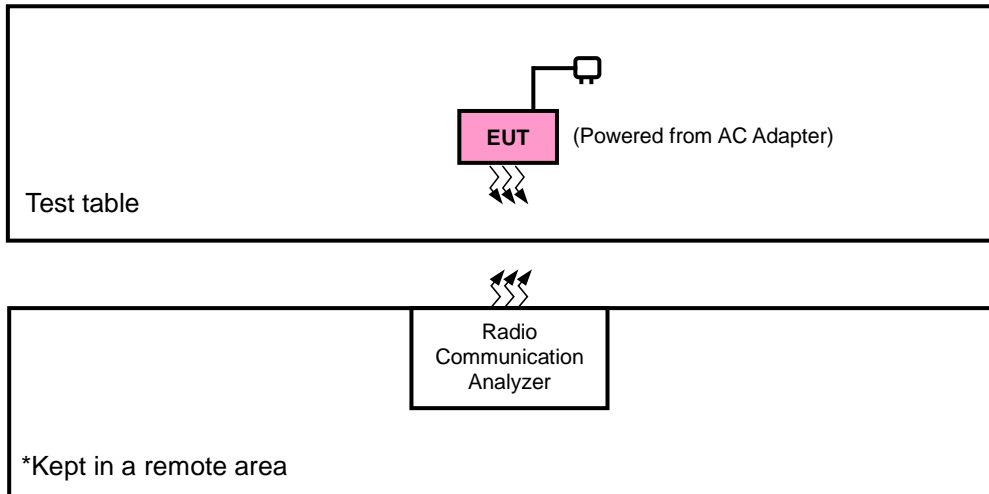 EUT
(Powered from AC Adapter)
Test table
Radio
Communication
Analyzer
*Kept in a remote area